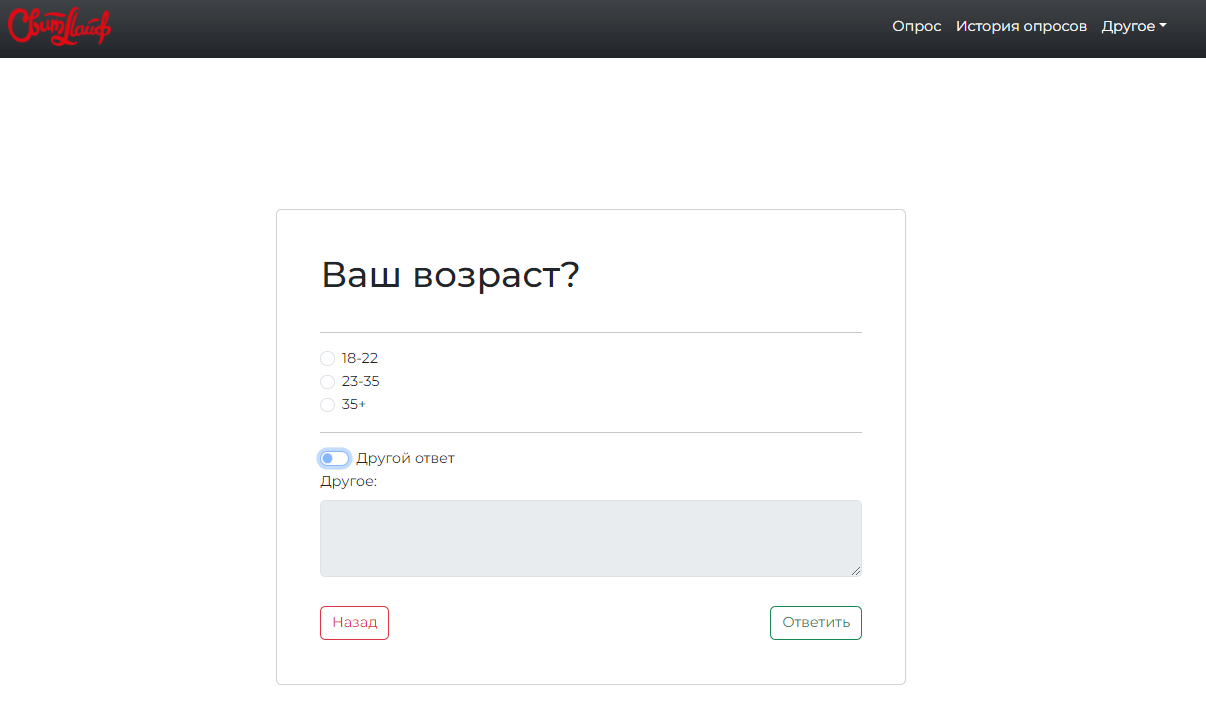 СвитЛайф
Опрос История опросов Другое
Ваш возраст?
18-22
23-35
35+
Другой ответ
Другое:
Назад
Ответить